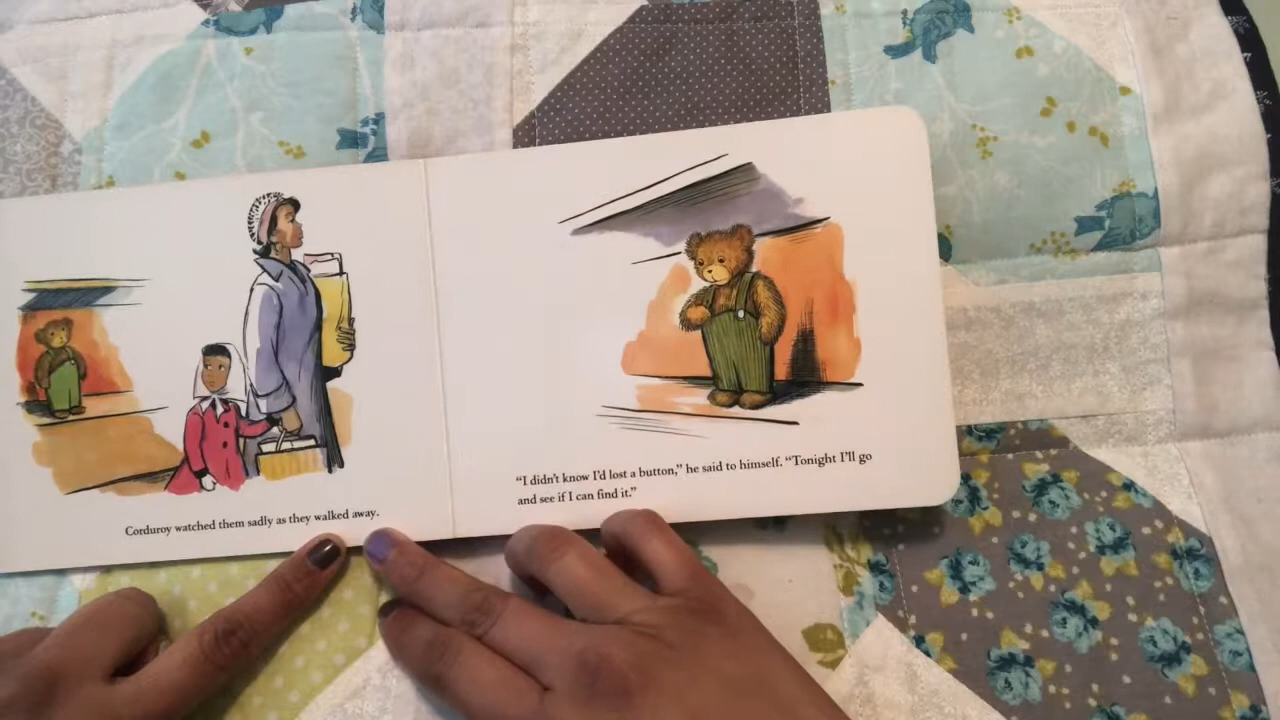 Corduroy watched them sadly as they walked away.
“I didn’t know I’d lost a button,” he said to himself. “Tonight I’ll go
and see if I can find it.”